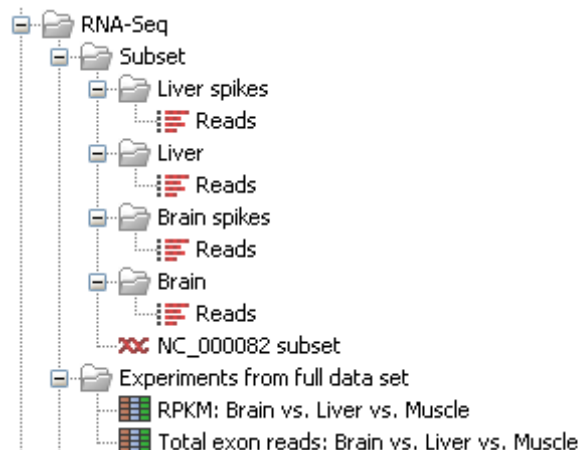 RNA-Seq
Subset
Liver spikes
Reads
Liver
Reads
Brain spikes
Reads
Brain
Reads
NC_000082 subset
Experiments from full data set
RPKM: Brain vs. Liver vs. Muscle
Total exon reads: Brain vs. Liver vs. Muscle